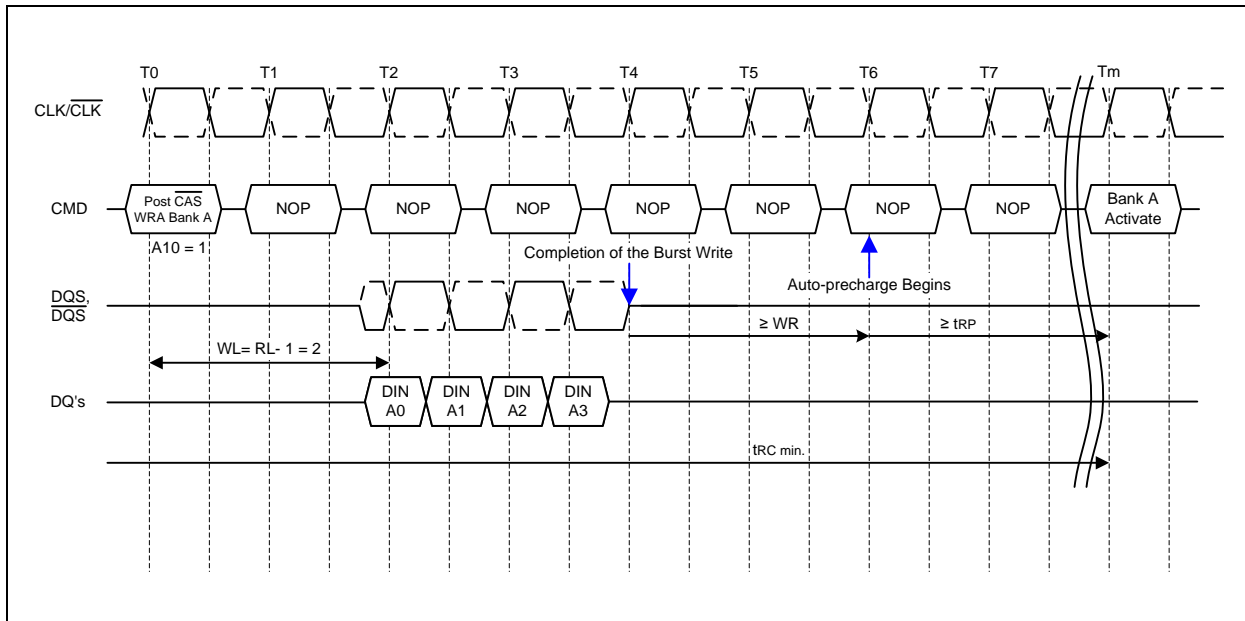 T0 T1 T2 T3 T4 T5 T6 T7 Tm
CLK/CLK
CMD
Post CAS
WRA Bank A
NOP NOP NOP NOP NOP NOP NOP
Bank A
Activate
A10 = 1
Completion of the Burst Write
Auto-precharge Begins
DQS,
DQS
≥ WR
≥ tRP
WL= RL- 1 = 2
DQ's
DIN
A0
DIN
A1
DIN
A2
DIN
A3
tRC min.